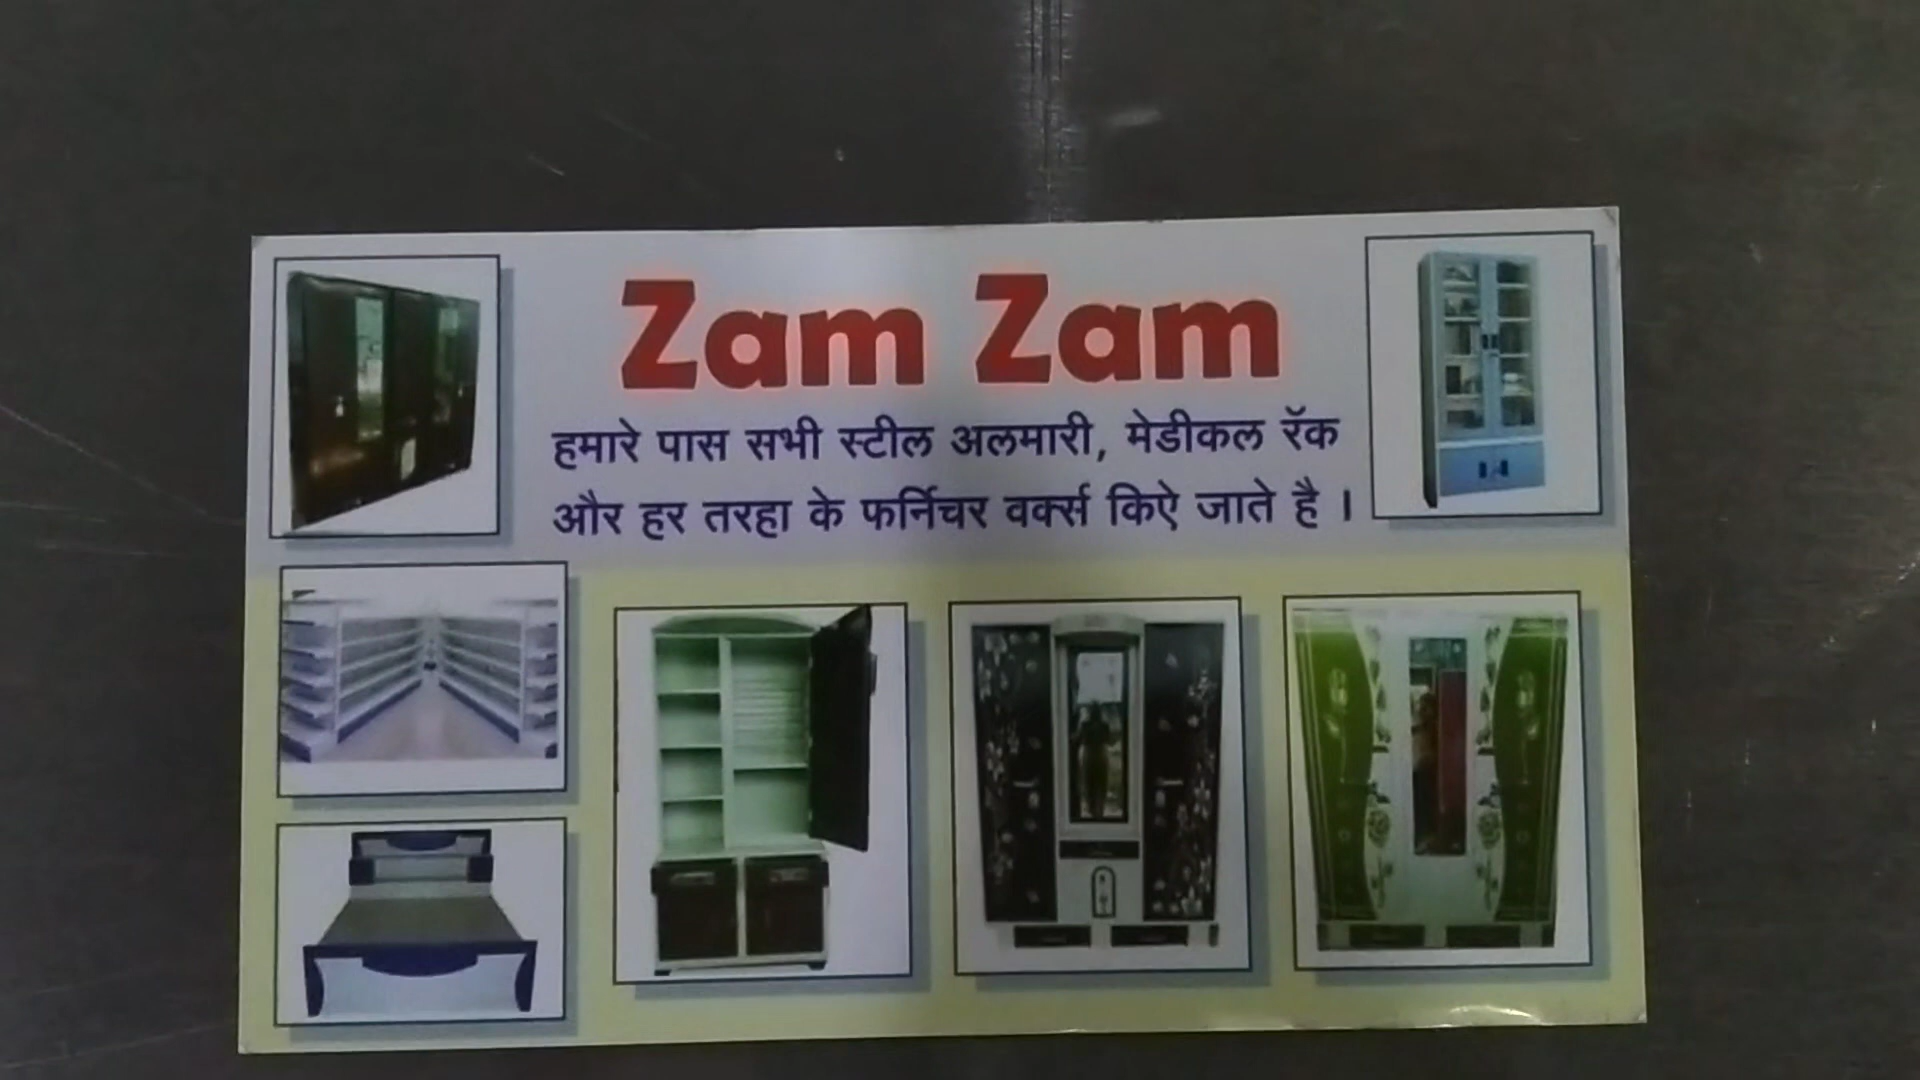 Zam Zam
हमारे पास सभी स्टील अलमारी, मेडीकल रॅक
और हर तरहा के फर्निचर वर्क्स किऐ जाते है ।